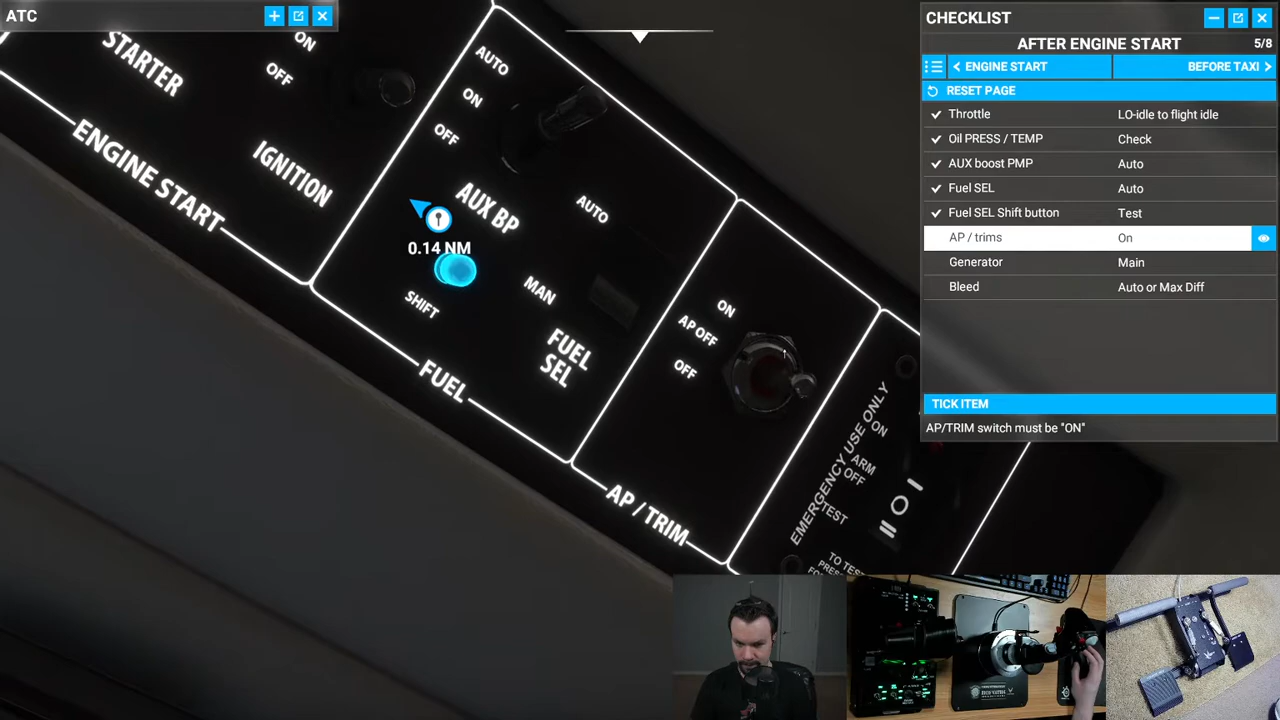 ATC
STARTER
ON
OFF
ENGINE START
IGNITION
AUTO
ON
OFF
AUX BP
AUTO
0.14 NM
SHIFT
MAN
FUEL
SEL
FUEL
ON
AP OFF
OFF
AP / TRIM
EMERGENCY USE ONLY
ON
ARM
OFF
TEST
TO TEST
CHECKLIST
AFTER ENGINE START
5/8
ENGINE START
BEFORE TAXI
RESET PAGE
Throttle LO-idle to flight idle
Oil PRESS / TEMP Check
AUX boost PMP Auto
Fuel SEL Auto
Fuel SEL Shift button Test
AP / trims On
Generator Main
Bleed Auto or Max Diff
TICK ITEM
AP/TRIM switch must be "ON"